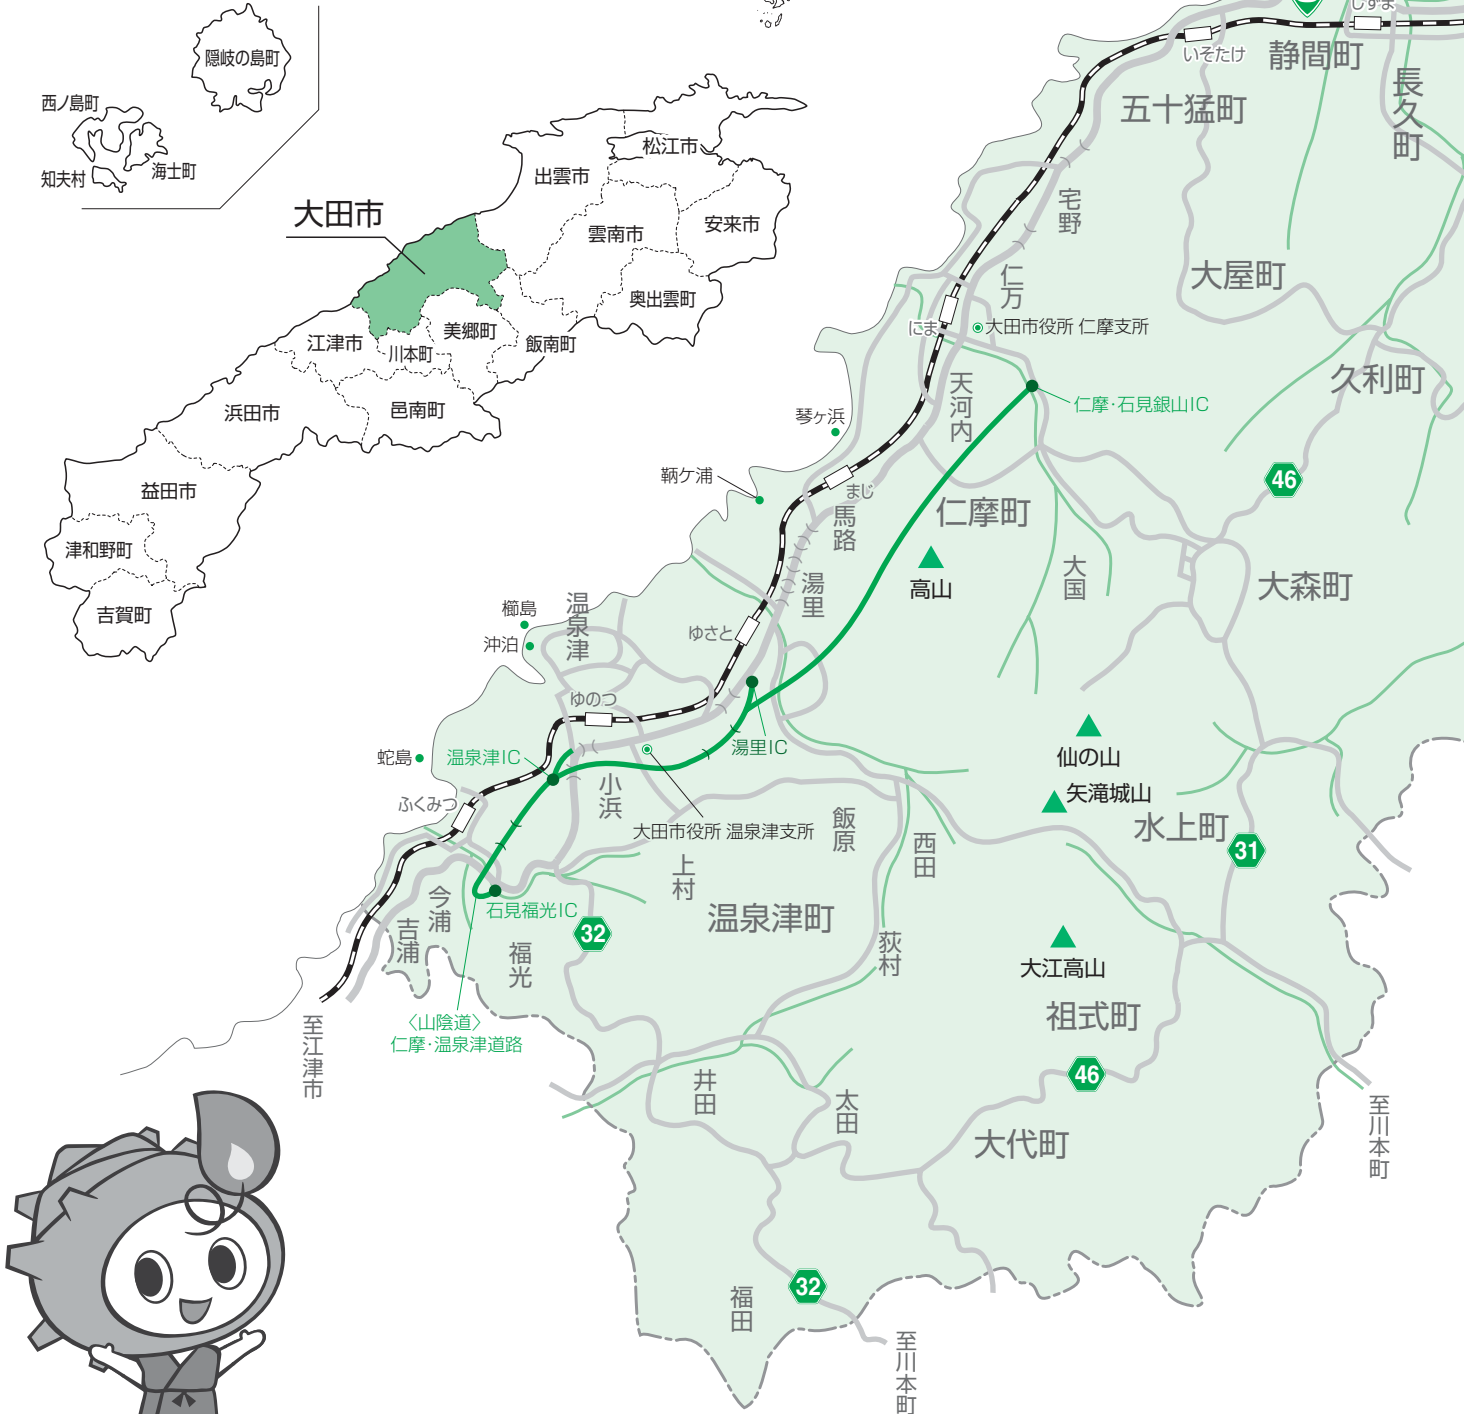 隠岐の島町
西ノ島町
海士町
知夫村
大田市
松江市
出雲市
安来市
雲南市
奥出雲町
飯南町
美郷町
川本町
江津市
邑南町
浜田市
益田市
津和野町
吉賀町
しずま
いそたけ
静間町
長久町
五十猛町
宅野
仁万
大屋町
にま
大田市役所 仁摩支所
天河内
仁摩・石見銀山IC
久利町
琴ヶ浜
46
鞆ケ浦
まじ
馬路
仁摩町
高山
大国
大森町
湯里
温泉津
櫛島
沖泊
ゆさと
ゆのつ
湯里IC
仙の山
蛇島
温泉津IC
小浜
矢滝城山
ふくみつ
大田市役所 温泉津支所
飯原
西田
水上町
31
上村
今浦
吉浦
石見福光IC
福光
32
温泉津町
荻村
大江高山
祖式町
〈山陰道〉
仁摩・温泉津道路
至江津市
井田
太田
46
大代町
至川本町
福田
32
至川本町